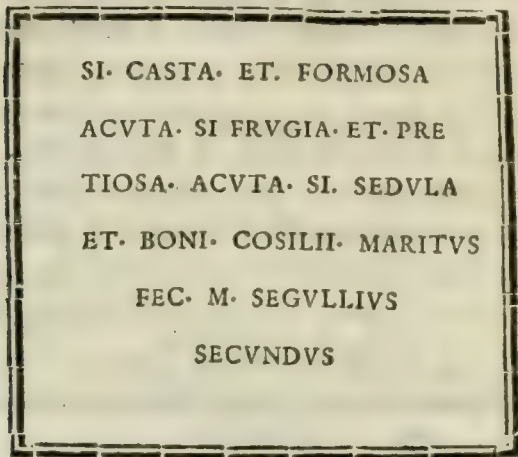 SI· CASTA· ET. FORMOSA
ACVTA· SI FRVGIA· ET· PRE
TIOSA· ACVTA· SI. SEDVLA
ET· BONI· COSILII· MARITVS
FEC· M· SEGVLLIVS
SECVNDVS